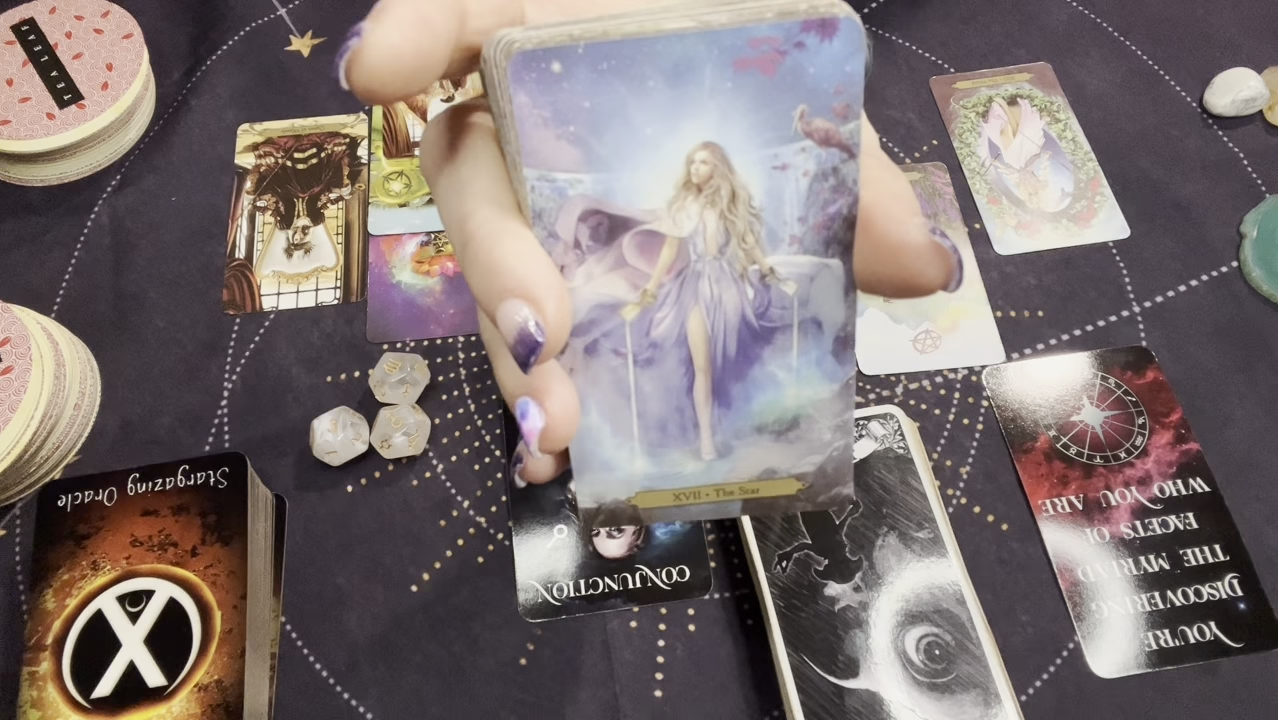 TEA LEAF
XVII • The Star
Stargazing Oracle
CONJUNCTION
YOU'RE
DISCOVERING
THE MYRIAD
FACETS OF
WHO YOU ARE